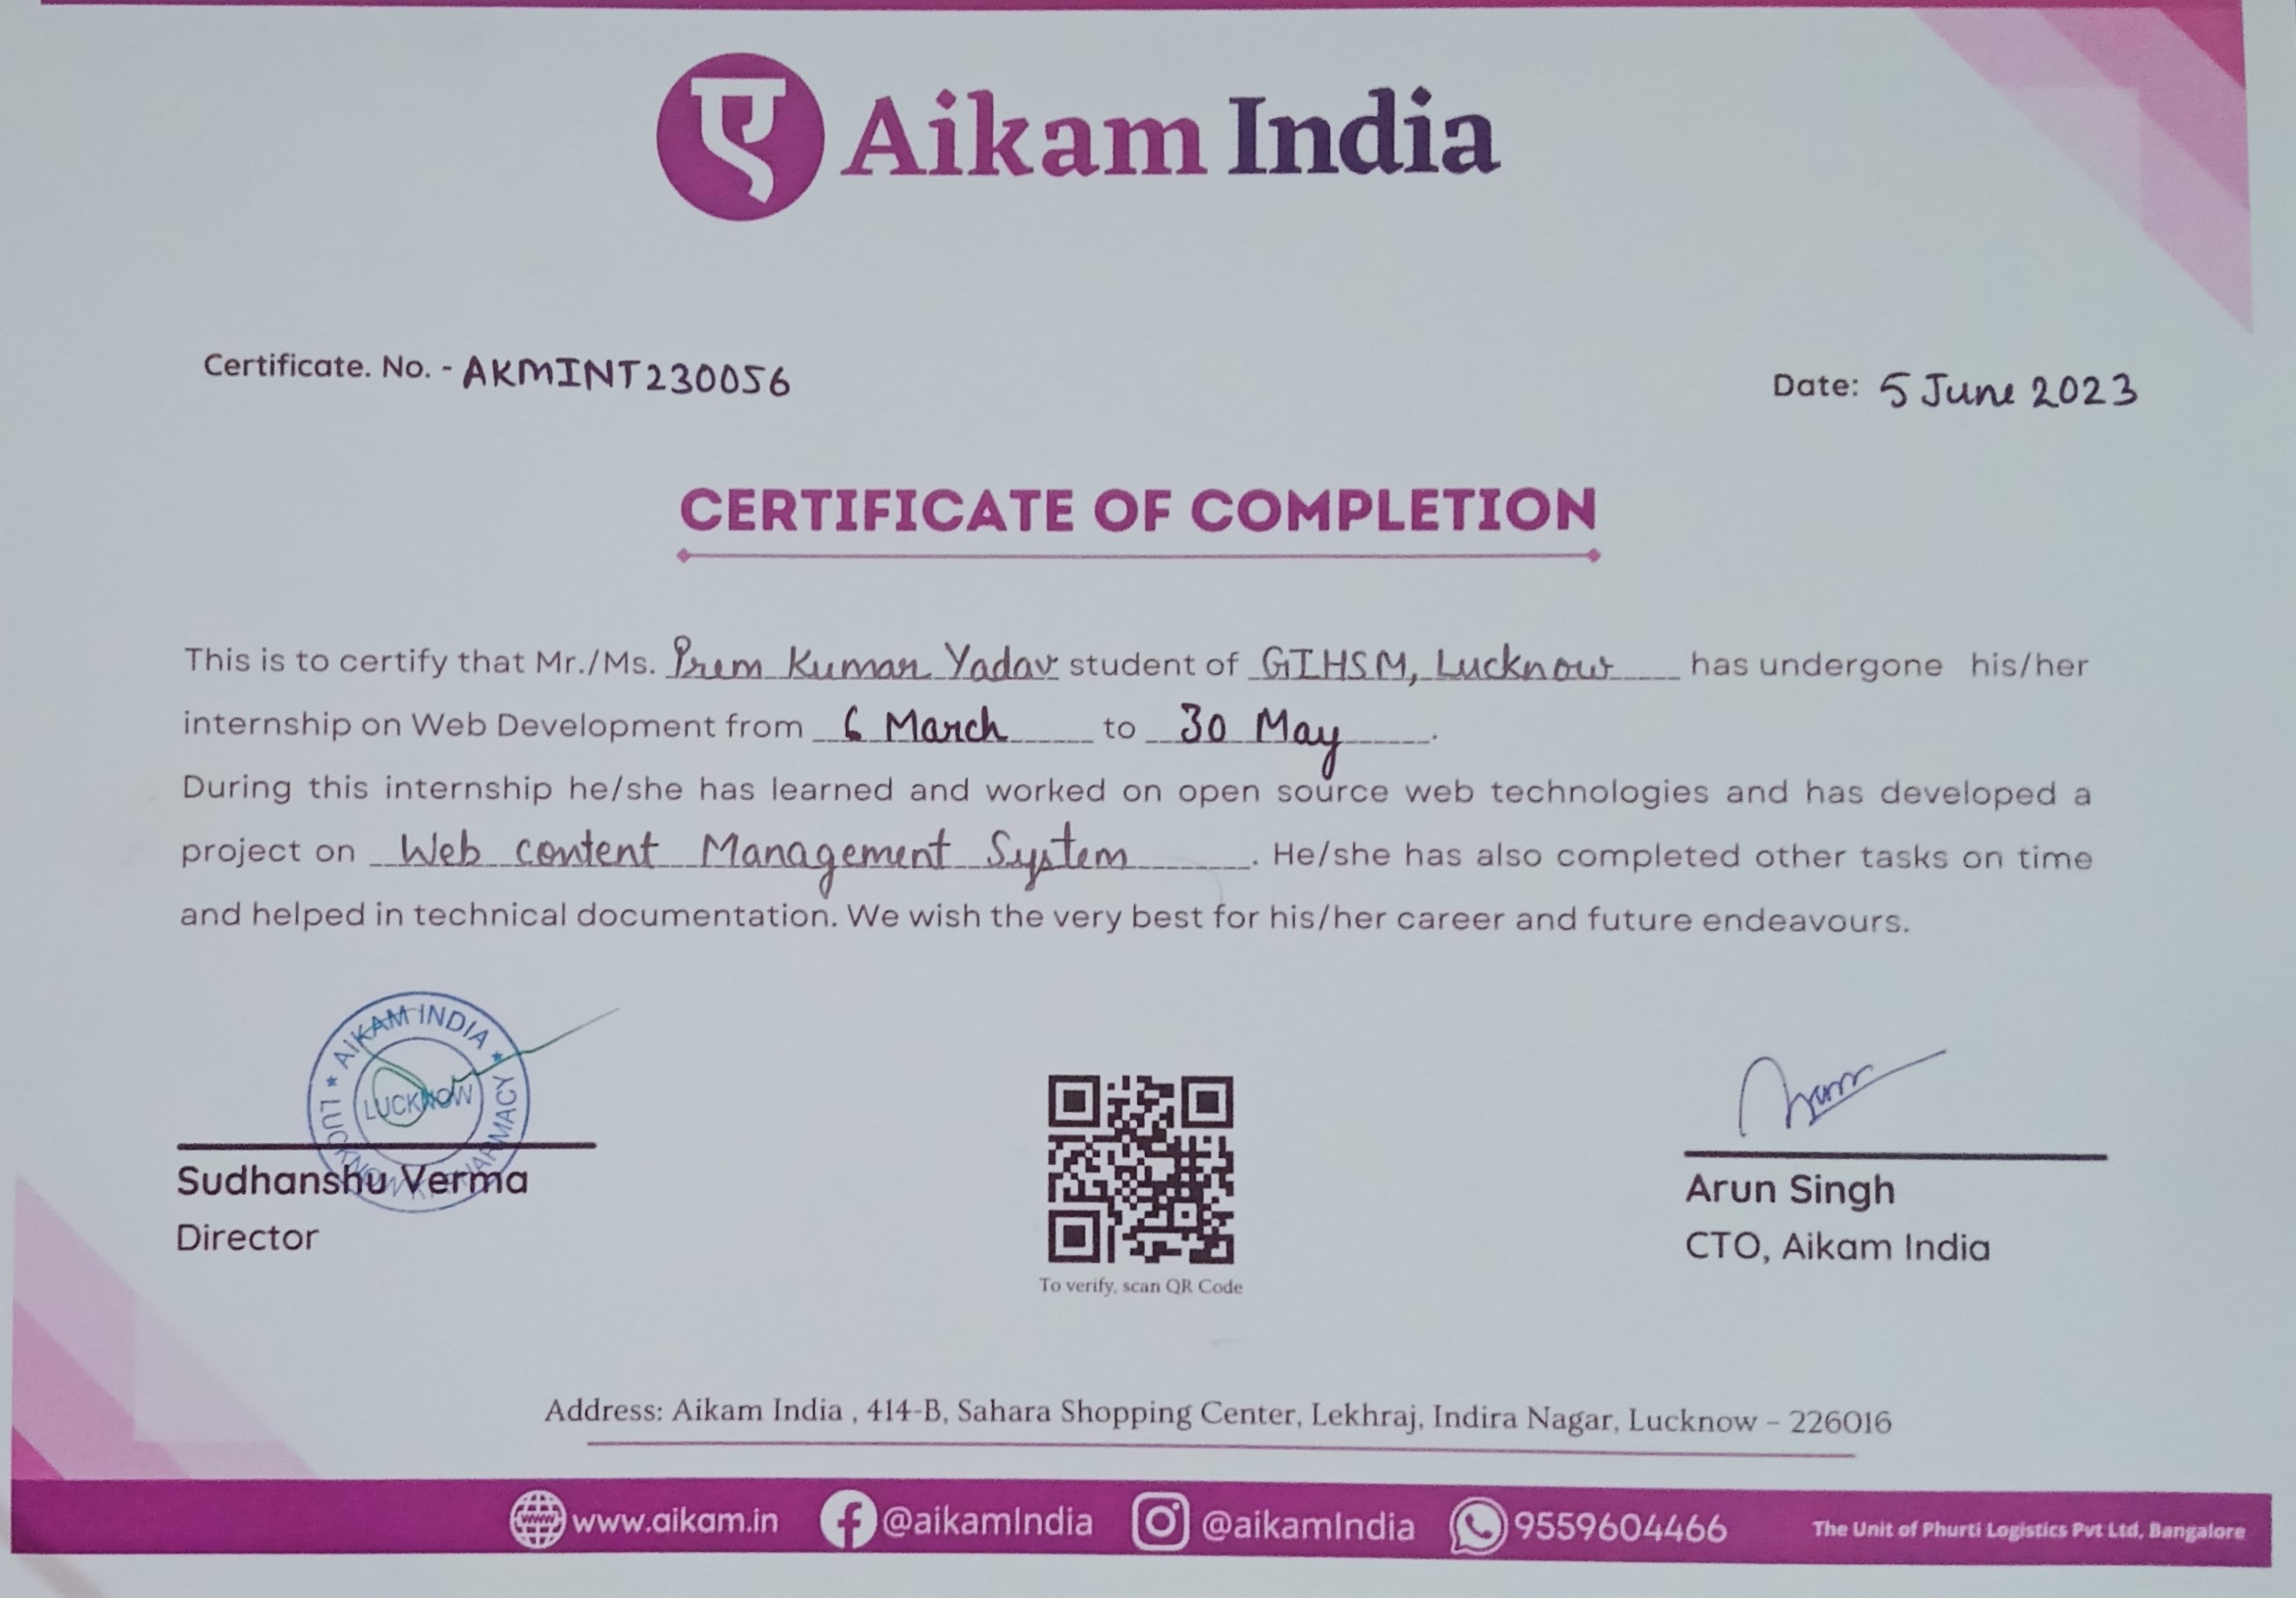 ए Aikam India
Certificate. No. - AKMINT230056
Date: 5 June 2023
CERTIFICATE OF COMPLETION
This is to certify that Mr./Ms. Prem Kumar Yadav student of GIHSM, Lucknow has undergone his/her
internship on Web Development from 6 March to 30 May.
During this internship he/she has learned and worked on open source web technologies and has developed a
project on Web content Management System. He/she has also completed other tasks on time
and helped in technical documentation. We wish the very best for his/her career and future endeavours.
AIKAM INDIA
LUCKNOW
PHARMACY
LUCKNOW
Sudhanshu Verma
Director
To verify, scan QR Code
Arun Singh
CTO, Aikam India
Address: Aikam India , 414-B, Sahara Shopping Center, Lekhraj, Indira Nagar, Lucknow - 226016
www www.aikam.in @aikamIndia @aikamIndia 9559604466 The Unit of Phurti Logistics Pvt Ltd, Bangalore